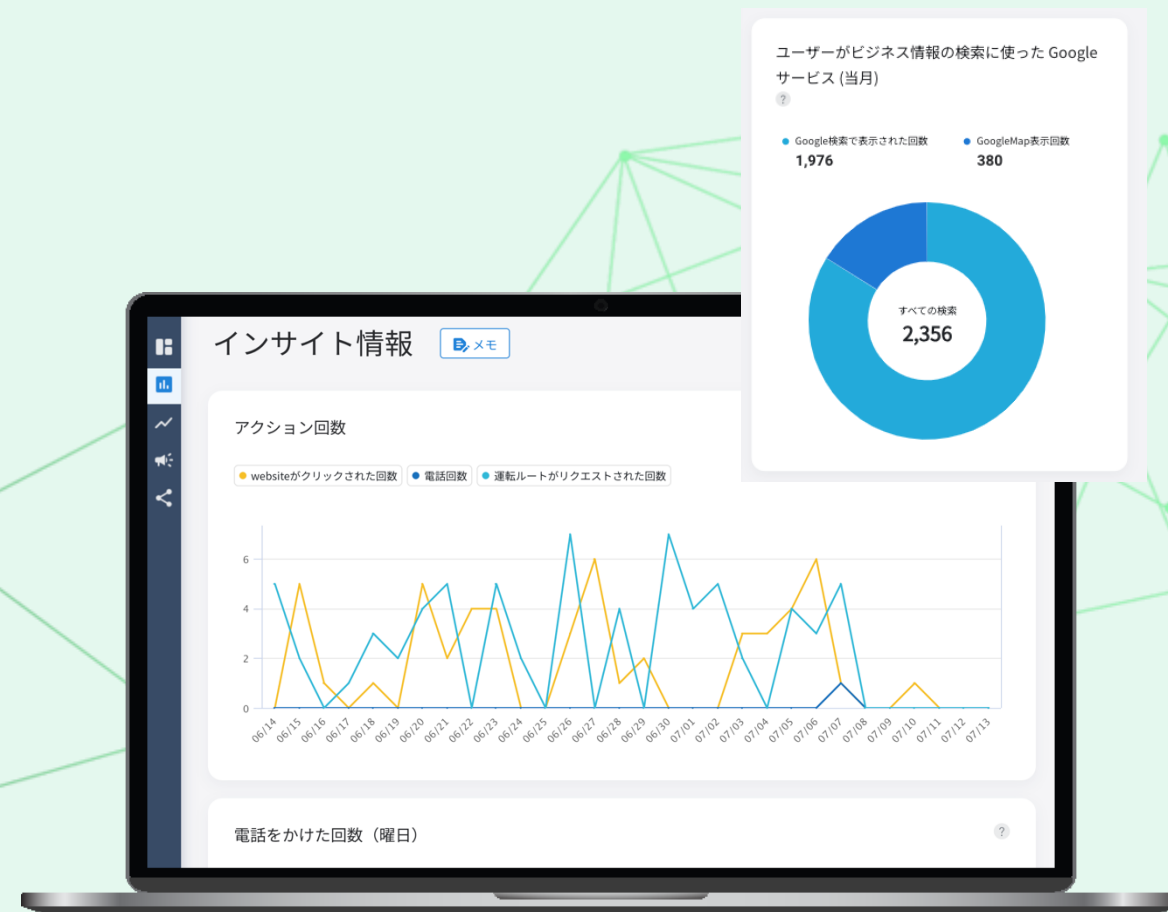 ユーザーがビジネス情報の検索に使った Google
サービス (当月)
?
Google検索で表示された回数
1,976
GoogleMap表示回数
380
すべての検索
2,356
インサイト情報
メモ
アクション回数
websiteがクリックされた回数 電話回数 運転ルートがリクエストされた回数
6
4
2
0
06/14 06/15 06/16 06/17 06/18 06/19 06/20 06/21 06/22 06/23 06/24 06/25 06/26 06/27 06/28 06/29 06/30 07/01 07/02 07/03 07/04 07/05 07/06 07/07 07/08 07/09 07/10 07/11 07/12 07/13
電話をかけた回数（曜日）
?